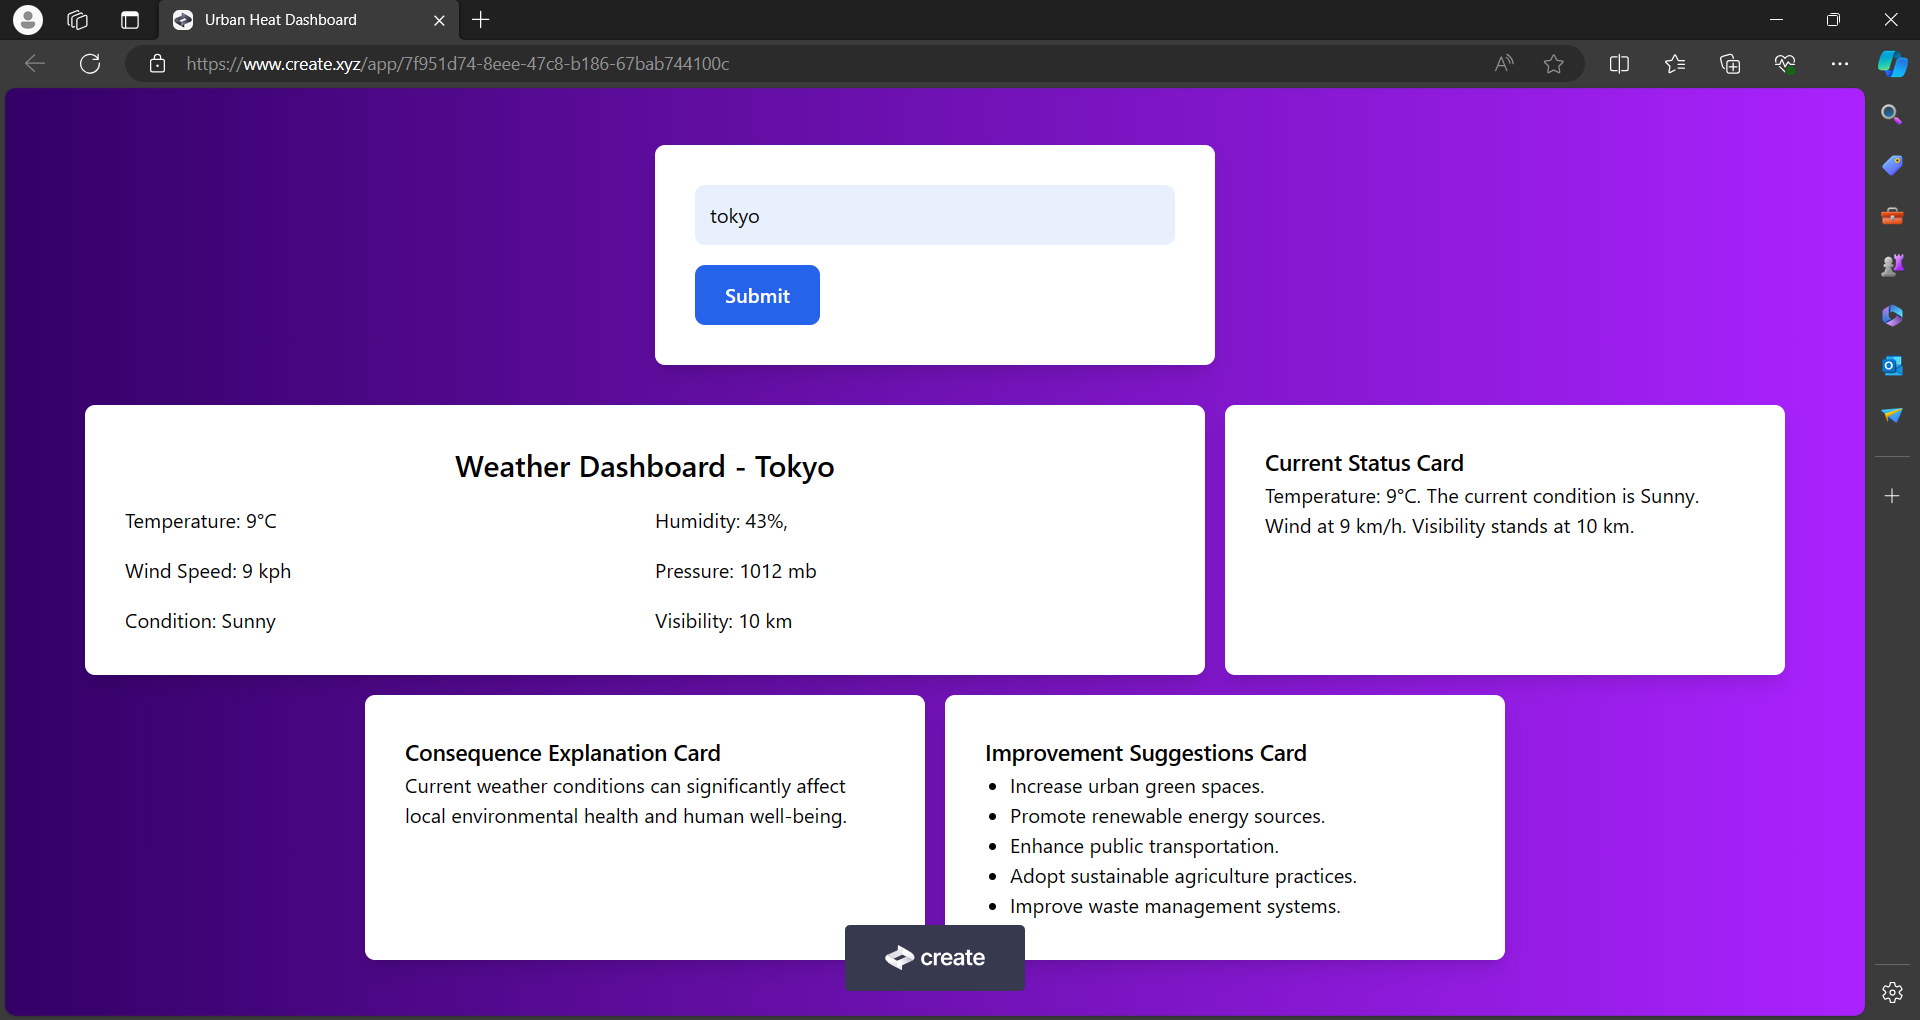 Urban Heat Dashboard
https://www.create.xyz/app/7f951d74-8eee-47c8-b186-67bab744100c
tokyo
Submit
Weather Dashboard - Tokyo
Temperature: 9°C
Humidity: 43%,
Wind Speed: 9 kph
Pressure: 1012 mb
Condition: Sunny
Visibility: 10 km
Current Status Card
Temperature: 9°C. The current condition is Sunny.
Wind at 9 km/h. Visibility stands at 10 km.
Consequence Explanation Card
Current weather conditions can significantly affect
local environmental health and human well-being.
Improvement Suggestions Card
• Increase urban green spaces.
• Promote renewable energy sources.
• Enhance public transportation.
• Adopt sustainable agriculture practices.
• Improve waste management systems.
create